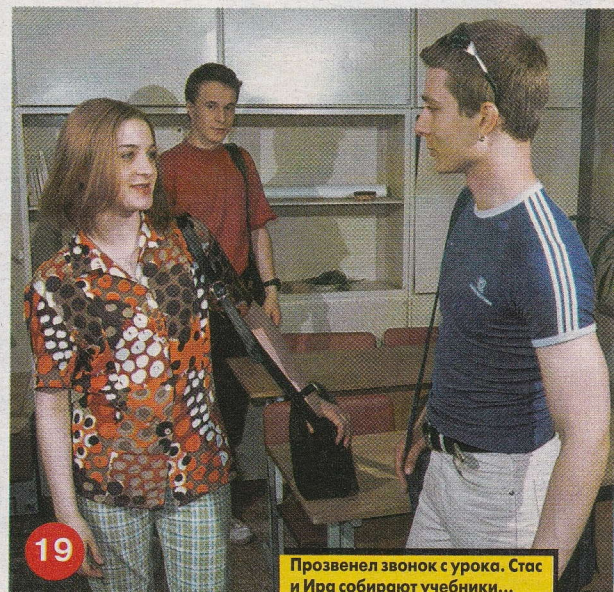 19
Прозвенел звонок с урока. Стас
и Ира собирают учебники...